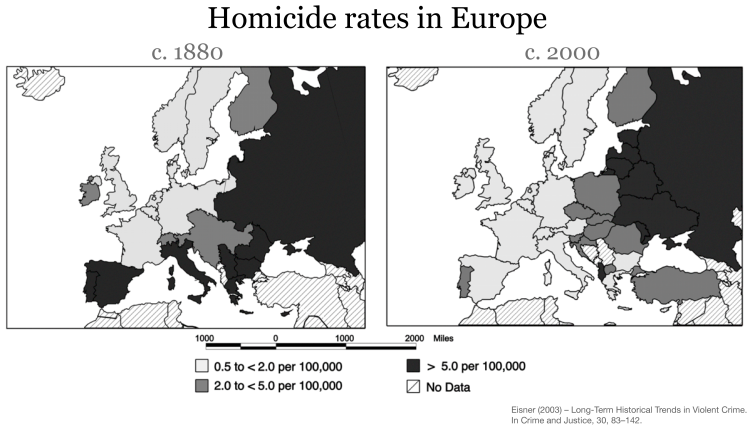 Homicide rates in Europe
c. 1880
c. 2000
1000 0 1000 2000 Miles
0.5 to < 2.0 per 100,000
> 5.0 per 100,000
2.0 to < 5.0 per 100,000
No Data
Eisner (2003) – Long-Term Historical Trends in Violent Crime.
In Crime and Justice, 30, 83–142.